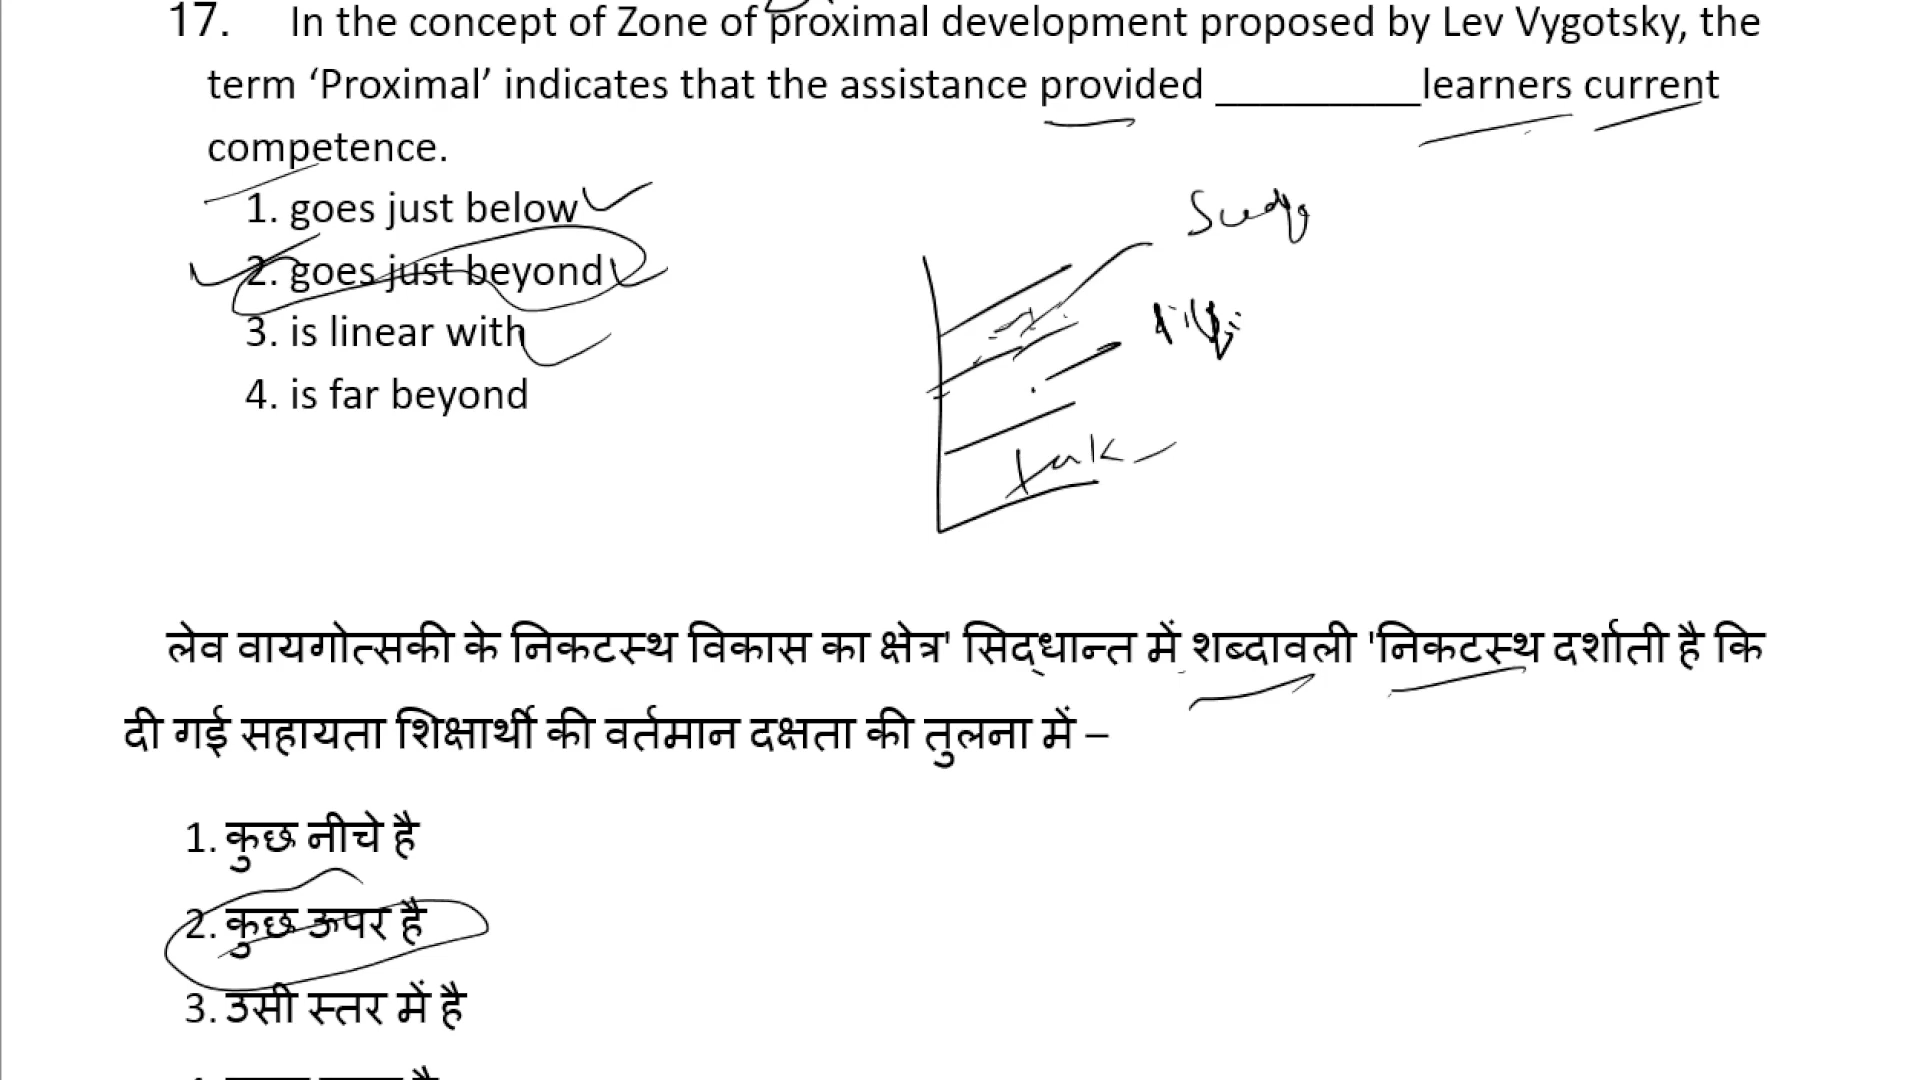 17. In the concept of Zone of proximal development proposed by Lev Vygotsky, the
term ‘Proximal’ indicates that the assistance provided _________learners current
competence.
1. goes just below
2. goes just beyond
3. is linear with
4. is far beyond
लेव वायगोत्सकी के निकटस्थ विकास का क्षेत्र' सिद्धान्त में शब्दावली 'निकटस्थ दर्शाती है कि
दी गई सहायता शिक्षार्थी की वर्तमान दक्षता की तुलना में –
1. कुछ नीचे है
2. कुछ ऊपर है
3. उसी स्तर में है